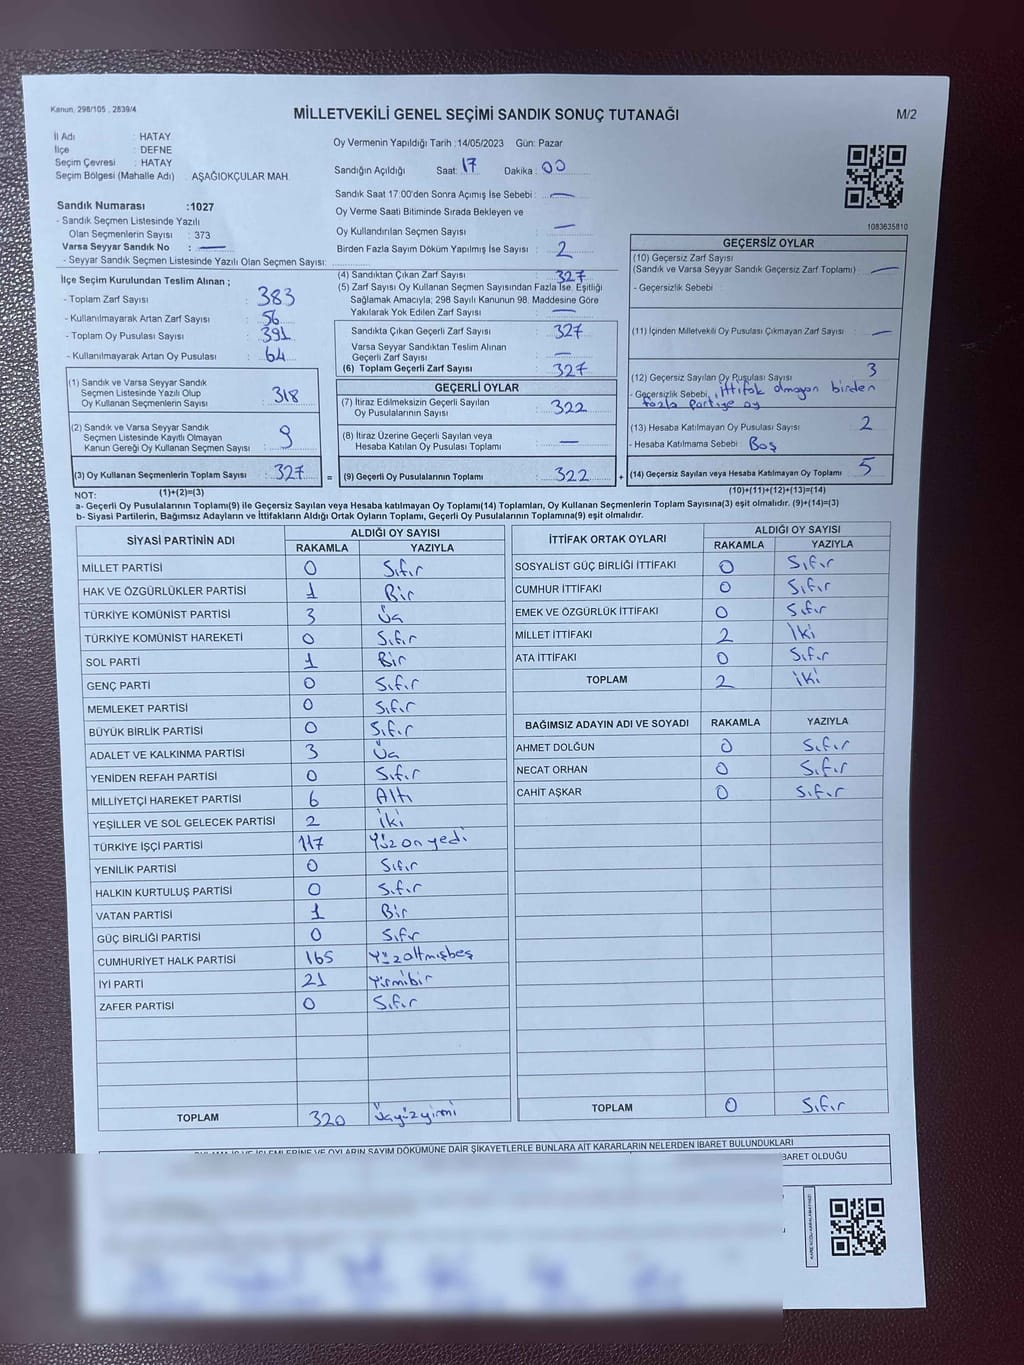 Kanun, 298/105 , 2839/4
MİLLETVEKİLİ GENEL SEÇİMİ SANDIK SONUÇ TUTANAĞI
M/2
İl Adı : HATAY
İlçe : DEFNE
Seçim Çevresi : HATAY
Seçim Bölgesi (Mahalle Adı) : AŞAĞIOKÇULAR MAH.
Oy Vermenin Yapıldığı Tarih :14/05/2023 Gün: Pazar
Sandığın Açıldığı Saat: 17 Dakika : 00
Sandık Saat 17:00'den Sonra Açımış İse Sebebi : —
Oy Verme Saati Bitiminde Sırada Bekleyen ve
Oy Kullandırılan Seçmen Sayısı : —
Birden Fazla Sayım Döküm Yapılmış İse Sayısı : 2
Sandık Numarası :1027
- Sandık Seçmen Listesinde Yazılı
Olan Seçmenlerin Sayısı : 373
Varsa Seyyar Sandık No : —
- Seyyar Sandık Seçmen Listesinde Yazılı Olan Seçmen Sayısı:
1083635810
İlçe Seçim Kurulundan Teslim Alınan ;
- Toplam Zarf Sayısı : 383
- Kullanılmayarak Artan Zarf Sayısı : 56
- Toplam Oy Pusulası Sayısı : 391
- Kullanılmayarak Artan Oy Pusulası : 64
(1) Sandık ve Varsa Seyyar Sandık
Seçmen Listesinde Yazılı Olup
Oy Kullanan Seçmenlerin Sayısı : 318
(2) Sandık ve Varsa Seyyar Sandık
Seçmen Listesinde Kayıtlı Olmayan
Kanun Gereği Oy Kullanan Seçmen Sayısı : 9
(3) Oy Kullanan Seçmenlerin Toplam Sayısı : 327
(4) Sandıktan Çıkan Zarf Sayısı : 327
(5) Zarf Sayısı Oy Kullanan Seçmen Sayısından Fazla İse, Eşitliği
Sağlamak Amacıyla; 298 Sayılı Kanunun 98. Maddesine Göre
Yakılarak Yok Edilen Zarf Sayısı : —
Sandıkta Çıkan Geçerli Zarf Sayısı : 327
Varsa Seyyar Sandıktan Teslim Alınan
Geçerli Zarf Sayısı : —
(6) Toplam Geçerli Zarf Sayısı : 327
GEÇERLİ OYLAR
(7) İtiraz Edilmeksizin Geçerli Sayılan
Oy Pusulalarının Sayısı : 322
(8) İtiraz Üzerine Geçerli Sayılan veya
Hesaba Katılan Oy Pusulası Toplamı : —
= (9) Geçerli Oy Pusulalarının Toplamı : 322 +
GEÇERSİZ OYLAR
(10) Geçersiz Zarf Sayısı
(Sandık ve Varsa Seyyar Sandık Geçersiz Zarf Toplamı) : —
- Geçersizlik Sebebi :
(11) İçinden Milletvekili Oy Pusulası Çıkmayan Zarf Sayısı : —
(12) Geçersiz Sayılan Oy Pusulası Sayısı : 3
- Geçersizlik Sebebi : İttifak olmayan birden
fazla partiye oy
(13) Hesaba Katılmayan Oy Pusulası Sayısı : 2
- Hesaba Katılmama Sebebi : Boş
(14) Geçersiz Sayılan veya Hesaba Katılmayan Oy Toplamı : 5
NOT: (1)+(2)=(3) (10)+(11)+(12)+(13)=(14)
a- Geçerli Oy Pusulalarının Toplamı(9) ile Geçersiz Sayılan veya Hesaba katılmayan Oy Toplamı(14) Toplamları, Oy Kullanan Seçmenlerin Toplam Sayısına(3) eşit olmalıdır. (9)+(14)=(3)
b- Siyasi Partilerin, Bağımsız Adayların ve İttifakların Aldığı Ortak Oyların Toplamı, Geçerli Oy Pusulalarının Toplamına(9) eşit olmalıdır.
SİYASİ PARTİNİN ADI ALDIĞI OY SAYISI
RAKAMLA YAZIYLA
MİLLET PARTİSİ 0 Sıfır
HAK VE ÖZGÜRLÜKLER PARTİSİ 1 Bir
TÜRKİYE KOMÜNİST PARTİSİ 3 Üç
TÜRKİYE KOMÜNİST HAREKETİ 0 Sıfır
SOL PARTİ 1 Bir
GENÇ PARTİ 0 Sıfır
MEMLEKET PARTİSİ 0 Sıfır
BÜYÜK BİRLİK PARTİSİ 0 Sıfır
ADALET VE KALKINMA PARTİSİ 3 Üç
YENİDEN REFAH PARTİSİ 0 Sıfır
MİLLİYETÇİ HAREKET PARTİSİ 6 Altı
YEŞİLLER VE SOL GELECEK PARTİSİ 2 İki
TÜRKİYE İŞÇİ PARTİSİ 117 Yüz on yedi
YENİLİK PARTİSİ 0 Sıfır
HALKIN KURTULUŞ PARTİSİ 0 Sıfır
VATAN PARTİSİ 1 Bir
GÜÇ BİRLİĞİ PARTİSİ 0 Sıfır
CUMHURİYET HALK PARTİSİ 165 Yüzaltmışbeş
İYİ PARTİ 21 Yirmibir
ZAFER PARTİSİ 0 Sıfır
TOPLAM 320 Üçyüzyirmi
İTTİFAK ORTAK OYLARI ALDIĞI OY SAYISI
RAKAMLA YAZIYLA
SOSYALİST GÜÇ BİRLİĞİ İTTİFAKI 0 Sıfır
CUMHUR İTTİFAKI 0 Sıfır
EMEK VE ÖZGÜRLÜK İTTİFAKI 0 Sıfır
MİLLET İTTİFAKI 2 İki
ATA İTTİFAKI 0 Sıfır
TOPLAM 2 İki
BAĞIMSIZ ADAYIN ADI VE SOYADI RAKAMLA YAZIYLA
AHMET DOLĞUN 0 Sıfır
NECAT ORHAN 0 Sıfır
CAHİT AŞKAR 0 Sıfır
TOPLAM 0 Sıfır
OYLARIN SAYIM DÖKÜMÜNE DAİR ŞİKAYETLERLE BUNLARA AİT KARARLARIN NELERDEN İBARET BULUNDUKLARI
BARET OLDUĞU